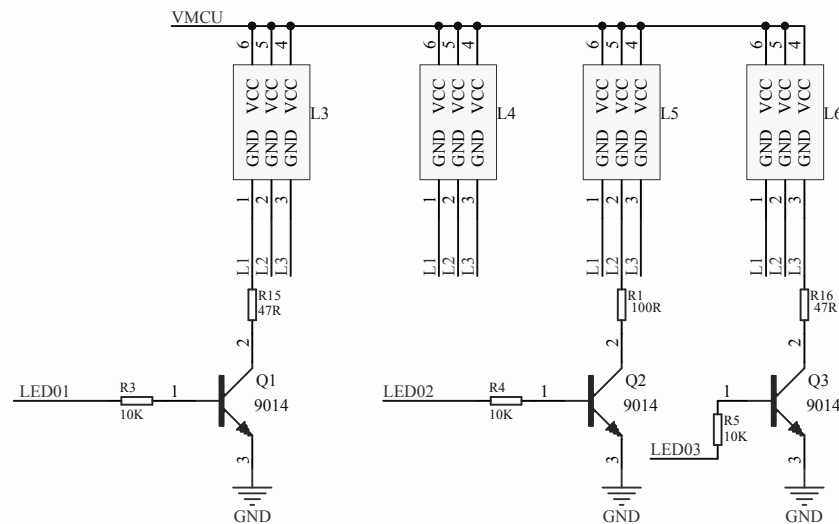 VMCU
6 5 4 6 5 4 6 5 4 6 5 4
VCC VCC VCC VCC VCC VCC VCC VCC VCC VCC VCC VCC
L3 L4 L5 L6
GND GND GND GND GND GND GND GND GND GND GND GND
1 2 3 1 2 3 1 2 3 1 2 3
L1 L2 L3 L1 L2 L3 L1 L2 L3 L1 L2 L3
R15 R1 R16
47R 100R 47R
2 2 2
LED01 R3 1 Q1 LED02 R4 1 Q2 1 Q3
10K 9014 10K 9014 R5 9014
10K
LED03
3 3 3
GND GND GND